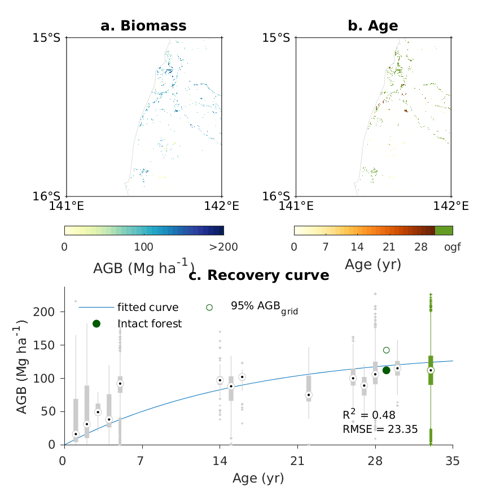 a. Biomass
15°S
16°S
141°E
142°E
0
100
>200
AGB (Mg ha⁻¹)
b. Age
15°S
16°S
141°E
142°E
0
7
14
21
28
ogf
Age (yr)
c. Recovery curve
fitted curve
Intact forest
95% AGB_grid
AGB (Mg ha⁻¹)
200
150
100
50
0
R² = 0.48
RMSE = 23.35
0
7
14
21
28
35
Age (yr)